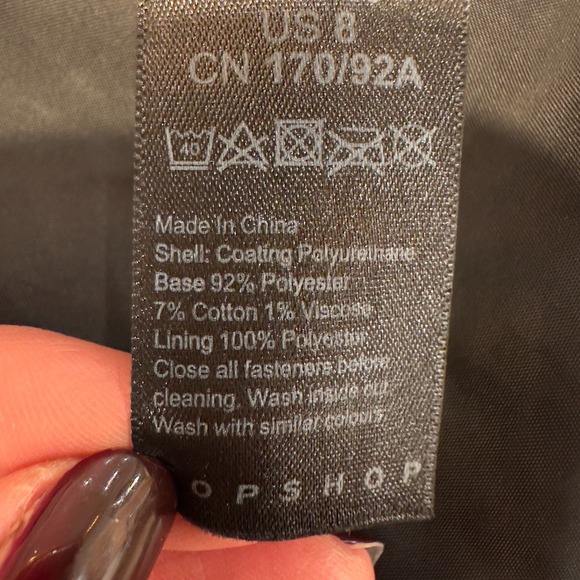 US 8
CN 170/92A
40
Made In China
Shell: Coating Polyurethane
Base 92% Polyester
7% Cotton 1% Viscose
Lining 100% Polyester
Close all fasteners before
cleaning. Wash inside out
Wash with similar colours
OPSHOP